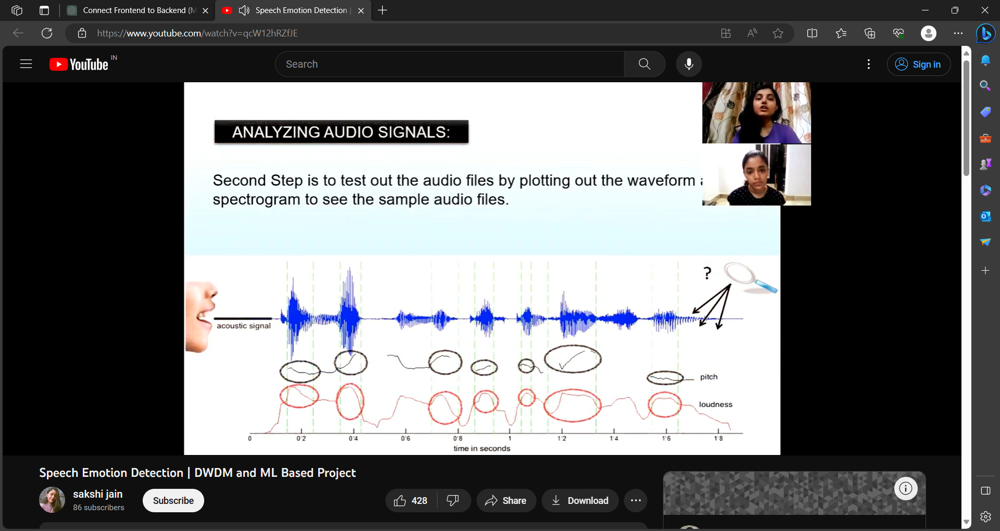 Connect Frontend to Backend (M
Speech Emotion Detection |
https://www.youtube.com/watch?v=qcW12hRZfJE
YouTube IN
Search
Sign in
ANALYZING AUDIO SIGNALS:
Second Step is to test out the audio files by plotting out the waveform
spectrogram to see the sample audio files.
?
acoustic signal
pitch
loudness
0 0.2 0.4 0.6 0.8 1 1.2 1.4 1.6 1.8
time in seconds
Speech Emotion Detection | DWDM and ML Based Project
sakshi jain
86 subscribers
Subscribe
428
Share
Download